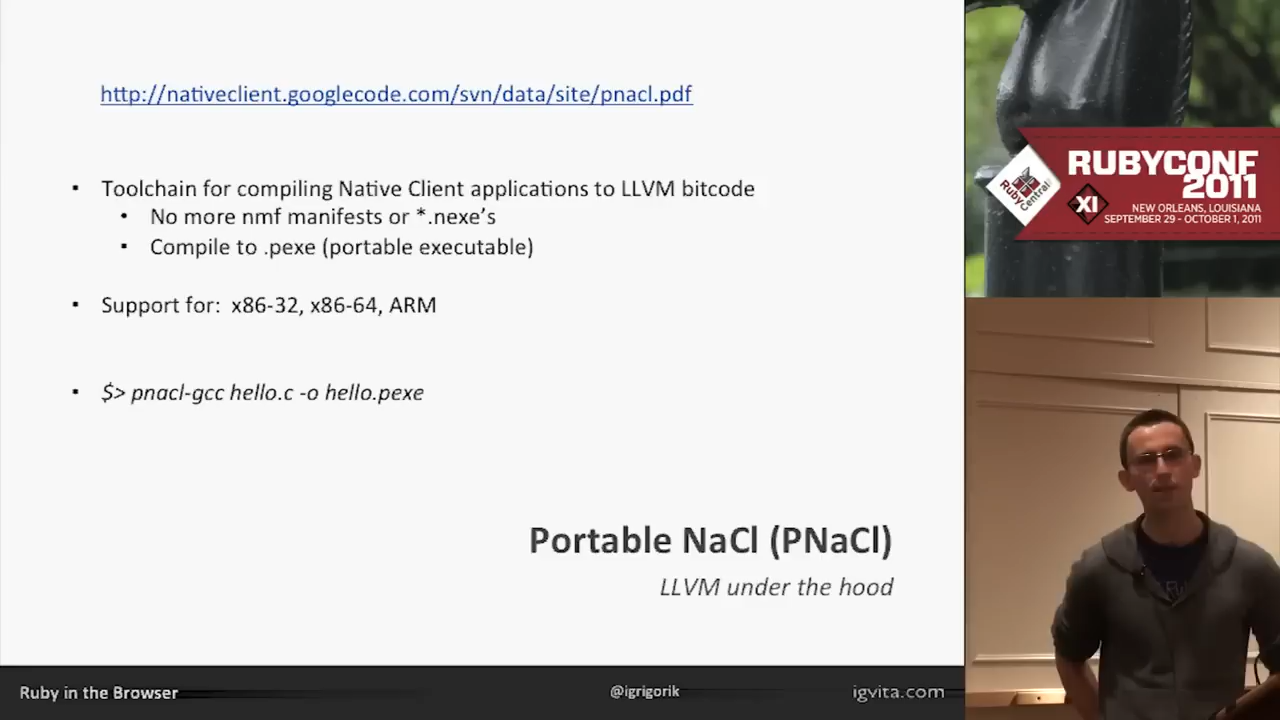 http://nativeclient.googlecode.com/svn/data/site/pnacl.pdf
▪ Toolchain for compiling Native Client applications to LLVM bitcode
▪ No more nmf manifests or *.nexe’s
▪ Compile to .pexe (portable executable)
▪ Support for: x86-32, x86-64, ARM
▪ $> pnacl-gcc hello.c -o hello.pexe
Portable NaCl (PNaCl)
LLVM under the hood
Ruby in the Browser
@igrigorik
igvita.com
RUBYCONF
2011
RubyCentral
XI
NEW ORLEANS, LOUISIANA
SEPTEMBER 29 - OCTOBER 1, 2011